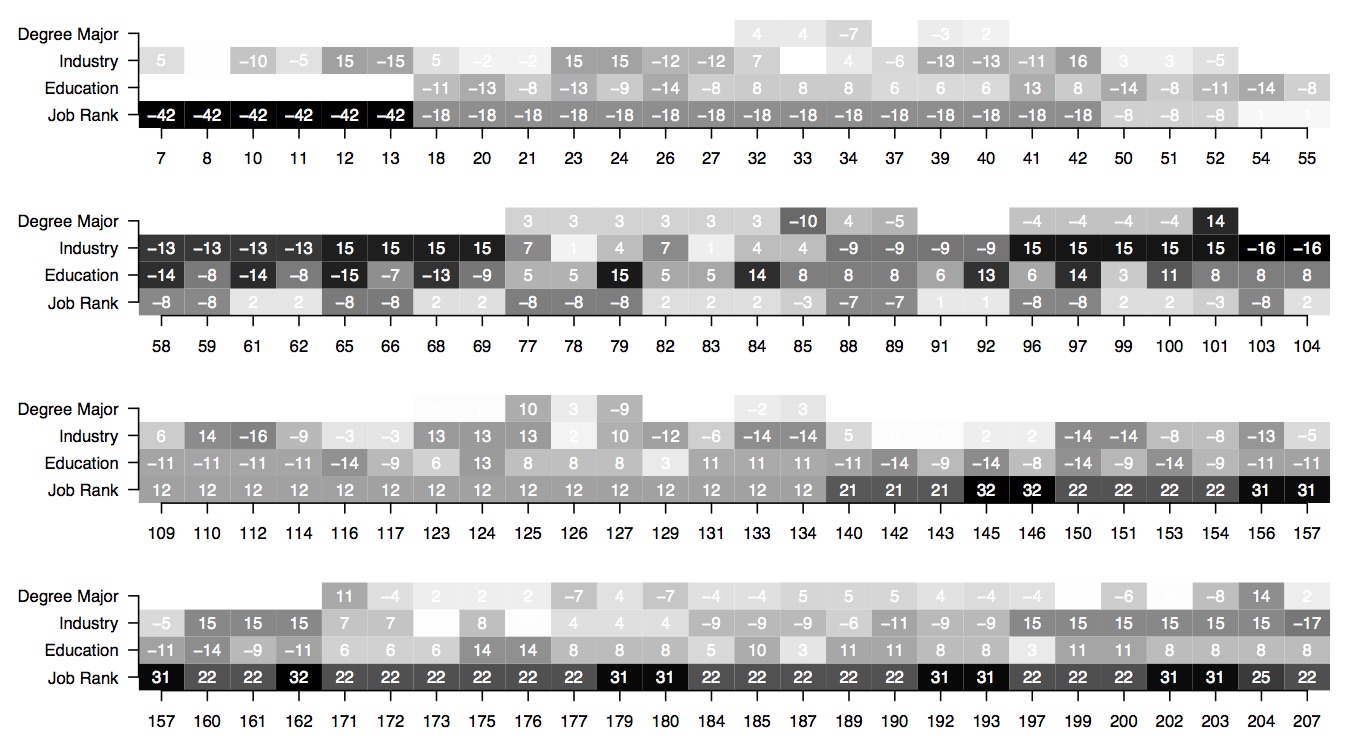 Degree Major 4 4 −7 −3 2
Industry 5 −10 −5 15 −15 5 −2 −2 15 15 −12 −12 7 4 −6 −13 −13 −11 16 3 3 −5
Education −11 −13 −8 −13 −9 −14 −8 8 8 8 6 6 6 13 8 −14 −8 −11 −14 −8
Job Rank −42 −42 −42 −42 −42 −42 −18 −18 −18 −18 −18 −18 −18 −18 −18 −18 −18 −18 −18 −18 −18 −8 −8 −8 1 1
7 8 10 11 12 13 18 20 21 23 24 26 27 32 33 34 37 39 40 41 42 50 51 52 54 55
Degree Major 3 3 3 3 3 3 −10 4 −5 −4 −4 −4 −4 14
Industry −13 −13 −13 −13 15 15 15 15 7 1 4 7 1 4 4 −9 −9 −9 −9 15 15 15 15 15 −16 −16
Education −14 −8 −14 −8 −15 −7 −13 −9 5 5 15 5 5 14 8 8 8 6 13 6 14 3 11 8 8 8
Job Rank −8 −8 2 2 −8 −8 2 2 −8 −8 −8 2 2 2 −3 −7 −7 1 1 −8 −8 2 2 −3 −8 2
58 59 61 62 65 66 68 69 77 78 79 82 83 84 85 88 89 91 92 96 97 99 100 101 103 104
Degree Major 10 3 −9 −2 3
Industry 6 14 −16 −9 −3 −3 13 13 13 2 10 −12 −6 −14 −14 5 2 2 −14 −14 −8 −8 −13 −5
Education −11 −11 −11 −11 −14 −9 6 13 8 8 8 3 11 11 11 −11 −14 −9 −14 −8 −14 −9 −14 −9 −11 −11
Job Rank 12 12 12 12 12 12 12 12 12 12 12 12 12 12 12 21 21 21 32 32 22 22 22 22 31 31
109 110 112 114 116 117 123 124 125 126 127 129 131 133 134 140 142 143 145 146 150 151 153 154 156 157
Degree Major 11 −4 2 2 2 −7 4 −7 −4 −4 5 5 5 4 −4 −4 −6 −8 14 2
Industry −5 15 15 15 7 7 8 4 4 4 −9 −9 −9 −6 −11 −9 −9 15 15 15 15 15 15 −17
Education −11 −14 −9 −11 6 6 6 14 14 8 8 8 5 10 3 11 11 8 8 3 11 11 8 8 8 8
Job Rank 31 22 22 32 22 22 22 22 22 22 31 31 22 22 22 22 22 31 31 22 22 22 31 31 25 22
157 160 161 162 171 172 173 175 176 177 179 180 184 185 187 189 190 192 193 197 199 200 202 203 204 207